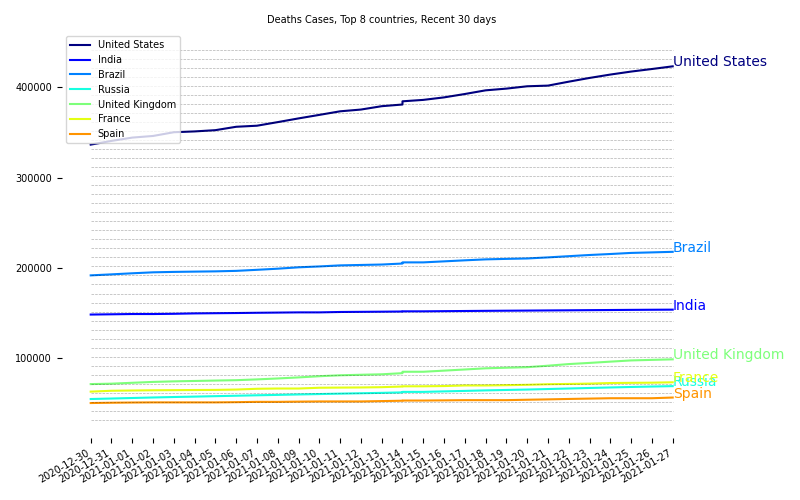 Deaths Cases, Top 8 countries, Recent 30 days
United States
India
Brazil
Russia
United Kingdom
France
Spain
400000
300000
200000
100000
United States
Brazil
India
United Kingdom
France
Russia
Spain
2020-12-30
2020-12-31
2021-01-01
2021-01-02
2021-01-03
2021-01-04
2021-01-05
2021-01-06
2021-01-07
2021-01-08
2021-01-09
2021-01-10
2021-01-11
2021-01-12
2021-01-13
2021-01-14
2021-01-15
2021-01-16
2021-01-17
2021-01-18
2021-01-19
2021-01-20
2021-01-21
2021-01-22
2021-01-23
2021-01-24
2021-01-25
2021-01-26
2021-01-27